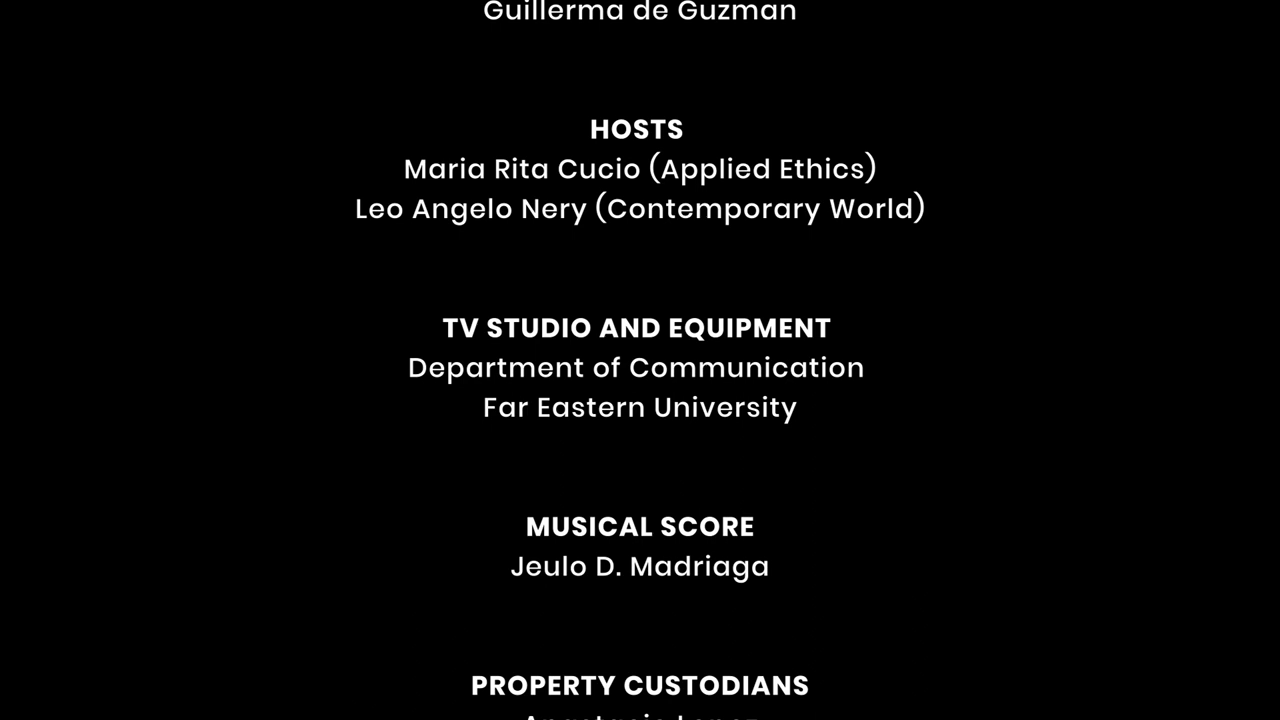 Guillerma de Guzman
HOSTS
Maria Rita Cucio (Applied Ethics)
Leo Angelo Nery (Contemporary World)
TV STUDIO AND EQUIPMENT
Department of Communication
Far Eastern University
MUSICAL SCORE
Jeulo D. Madriaga
PROPERTY CUSTODIANS